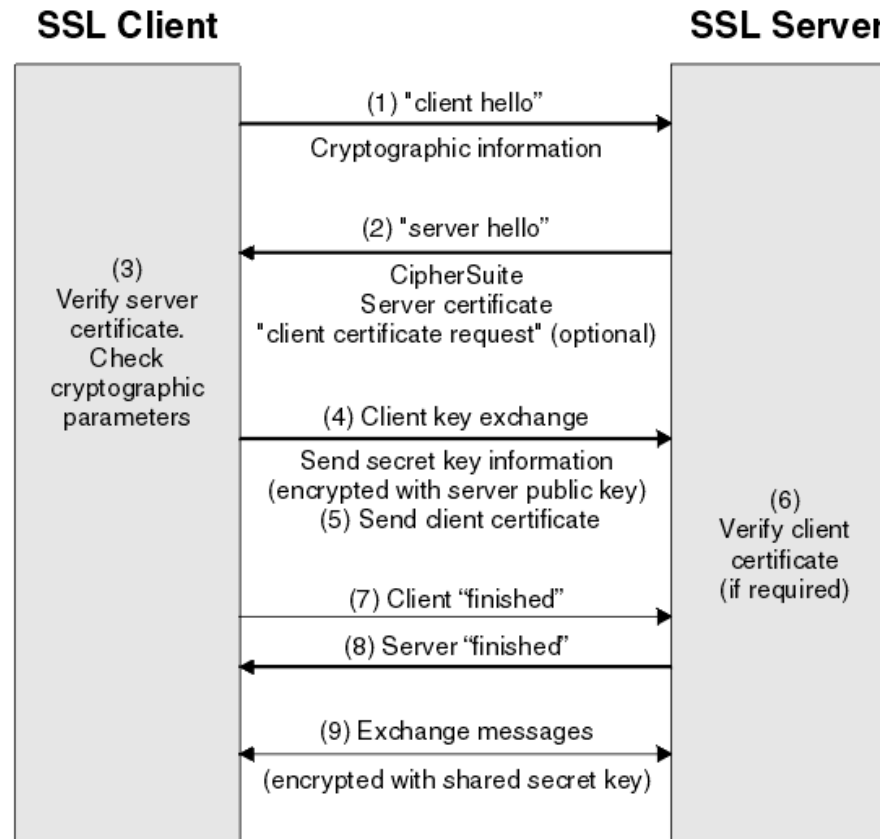 SSL Client
SSL Server
(1) "client hello”
Cryptographic information
(2) "server hello”
CipherSuite
Server certificate
"client certificate request" (optional)
(3)
Verify server
certificate.
Check
cryptographic
parameters
(4) Client key exchange
Send secret key information
(encrypted with server public key)
(5) Send client certificate
(6)
Verify client
certificate
(if required)
(7) Client “finished”
(8) Server “finished”
(9) Exchange messages
(encrypted with shared secret key)